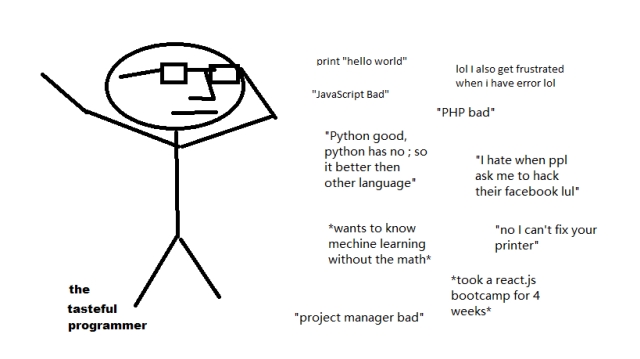 print "hello world"
lol I also get frustrated
when i have error lol
"JavaScript Bad"
"PHP bad"
"Python good,
python has no ; so
it better then
other language"
"I hate when ppl
ask me to hack
their facebook lul"
*wants to know
mechine learning
without the math*
"no I can't fix your
printer"
*took a react.js
bootcamp for 4
weeks*
"project manager bad"
the
tasteful
programmer